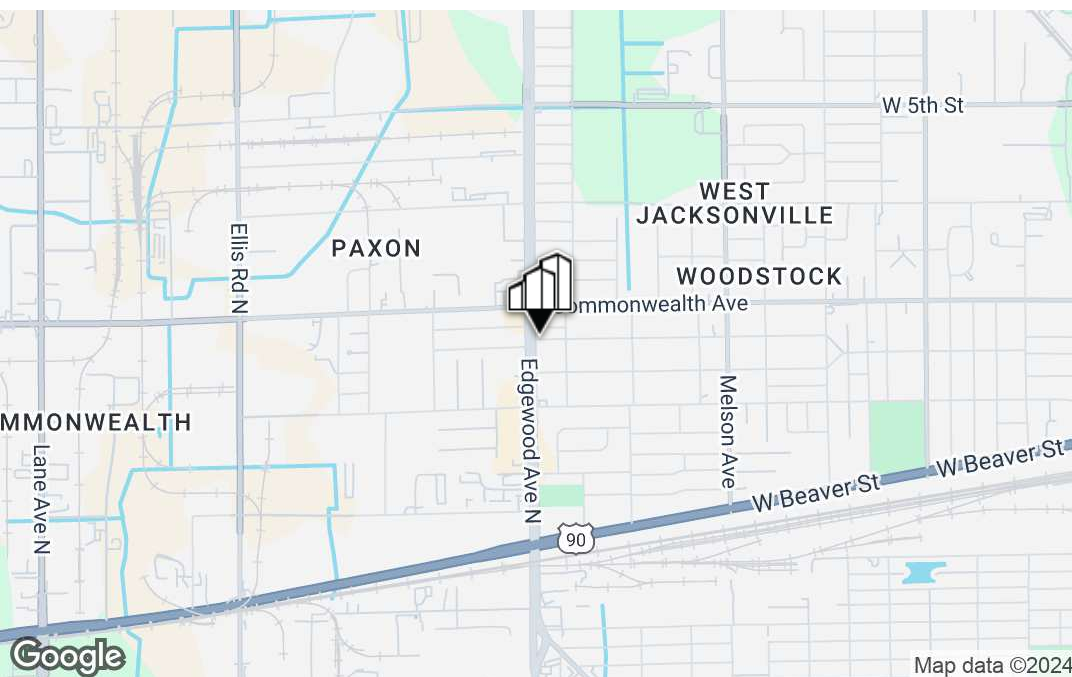 W 5th St
WEST
JACKSONVILLE
Ellis Rd N
PAXON
WOODSTOCK
ommonwealth Ave
Edgewood Ave N
Melson Ave
MMONWEALTH
Lane Ave N
W Beaver St
W Beaver St
90
Google
Map data ©2024